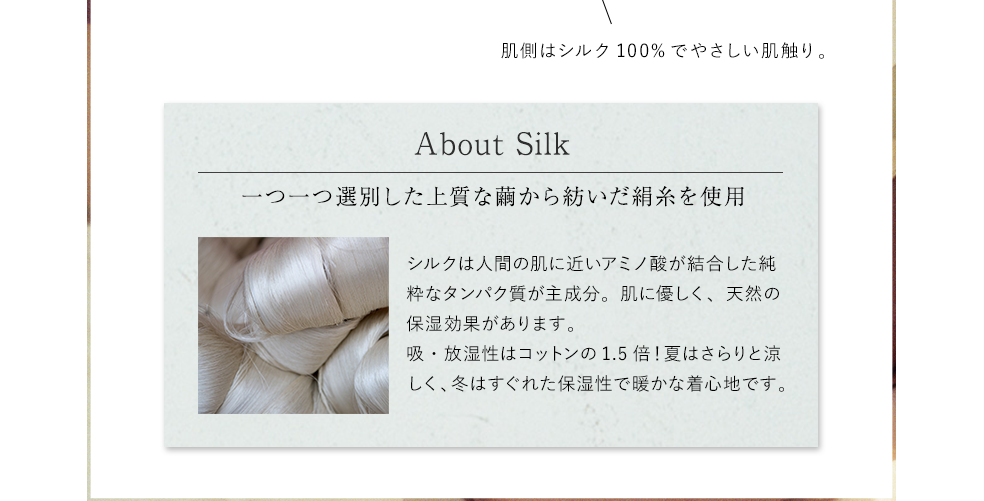 肌側はシルク100%でやさしい肌触り。
About Silk
一つ一つ選別した上質な繭から紡いだ絹糸を使用
シルクは人間の肌に近いアミノ酸が結合した純
粋なタンパク質が主成分。肌に優しく、天然の
保湿効果があります。
吸・放湿性はコットンの1.5倍！夏はさらりと涼
しく、冬はすぐれた保湿性で暖かな着心地です。